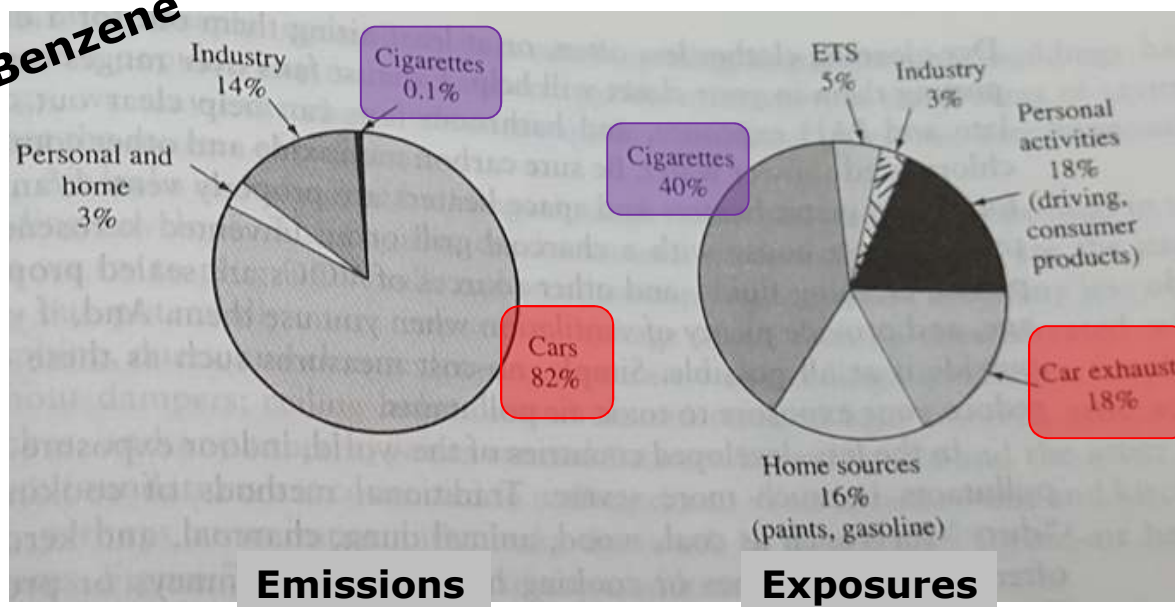 Benzene
Industry
14%
Cigarettes
0.1%
Personal and
home
3%
Cars
82%
Emissions
ETS
5%
Industry
3%
Personal
activities
18%
(driving,
consumer
products)
Cigarettes
40%
Car exhaust
18%
Home sources
16%
(paints, gasoline)
Exposures